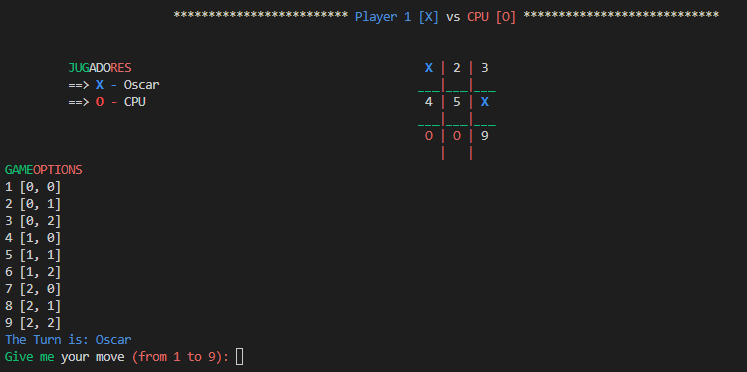 ************************* Player 1 [X] vs CPU [O] ****************************
JUGADORES
==> X - Oscar
==> O - CPU
X | 2 | 3
___|___|___
4 | 5 | X
___|___|___
O | O | 9
|   |
GAMEOPTIONS
1 [0, 0]
2 [0, 1]
3 [0, 2]
4 [1, 0]
5 [1, 1]
6 [1, 2]
7 [2, 0]
8 [2, 1]
9 [2, 2]
The Turn is: Oscar
Give me your move (from 1 to 9):